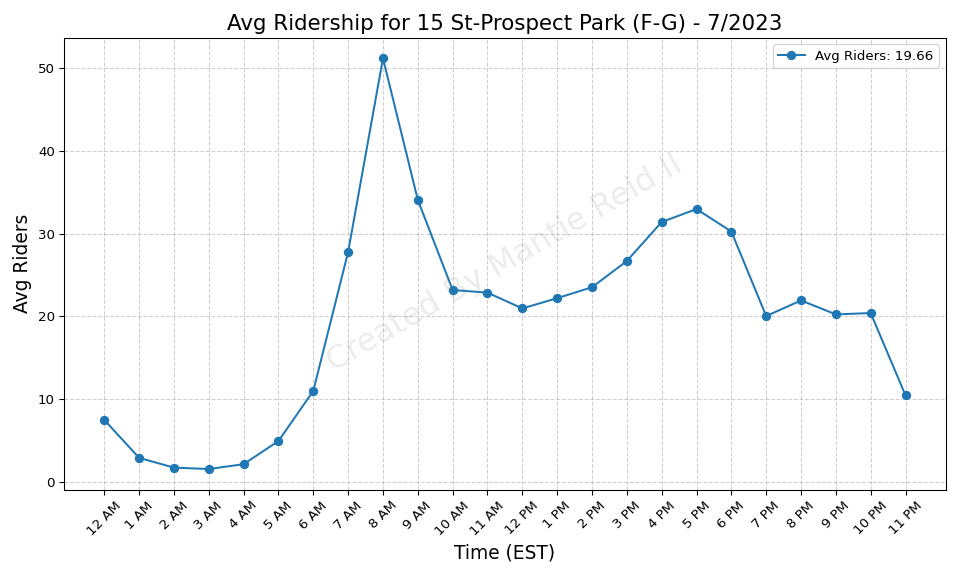 Avg Ridership for 15 St-Prospect Park (F-G) - 7/2023
Avg Riders: 19.66
Avg Riders
50
40
30
20
10
0
Created By Mantie Reid II
12 AM
1 AM
2 AM
3 AM
4 AM
5 AM
6 AM
7 AM
8 AM
9 AM
10 AM
11 AM
12 PM
1 PM
2 PM
3 PM
4 PM
5 PM
6 PM
7 PM
8 PM
9 PM
10 PM
11 PM
Time (EST)